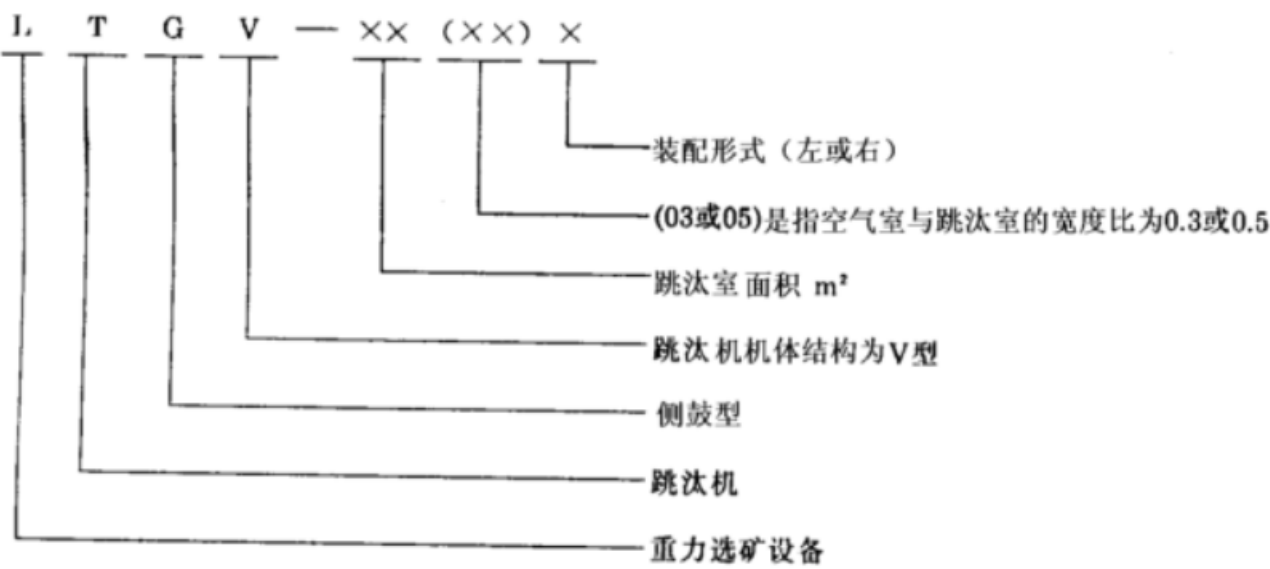 L T G V — ×× (××) ×
装配形式（左或右）
(03或05)是指空气室与跳汰室的宽度比为0.3或0.5
跳汰室面积 m²
跳汰机机体结构为V型
侧鼓型
跳汰机
重力选矿设备